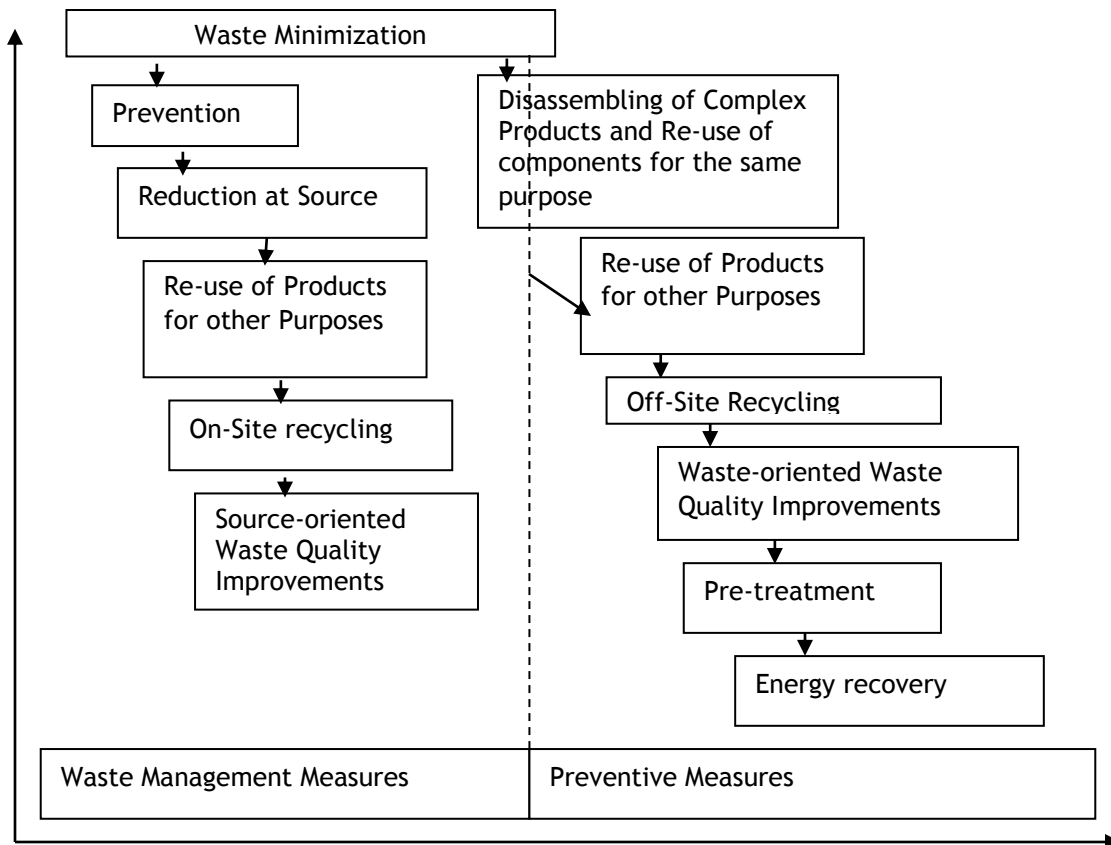 Waste Minimization
Prevention
Reduction at Source
Re-use of Products
for other Purposes
On-Site recycling
Source-oriented
Waste Quality
Improvements
Disassembling of Complex
Products and Re-use of
components for the same
purpose
Re-use of Products
for other Purposes
Off-Site Recycling
Waste-oriented Waste
Quality Improvements
Pre-treatment
Energy recovery
Waste Management Measures
Preventive Measures